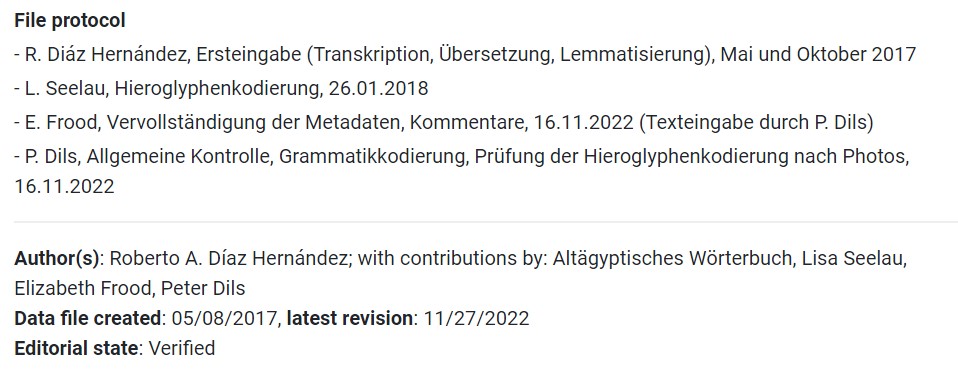 File protocol
- R. Diáz Hernández, Ersteingabe (Transkription, Übersetzung, Lemmatisierung), Mai und Oktober 2017
- L. Seelau, Hieroglyphenkodierung, 26.01.2018
- E. Frood, Vervollständigung der Metadaten, Kommentare, 16.11.2022 (Texteingabe durch P. Dils)
- P. Dils, Allgemeine Kontrolle, Grammatikkodierung, Prüfung der Hieroglyphenkodierung nach Photos,
16.11.2022
Author(s): Roberto A. Díaz Hernández; with contributions by: Altägyptisches Wörterbuch, Lisa Seelau,
Elizabeth Frood, Peter Dils
Data file created: 05/08/2017, latest revision: 11/27/2022
Editorial state: Verified